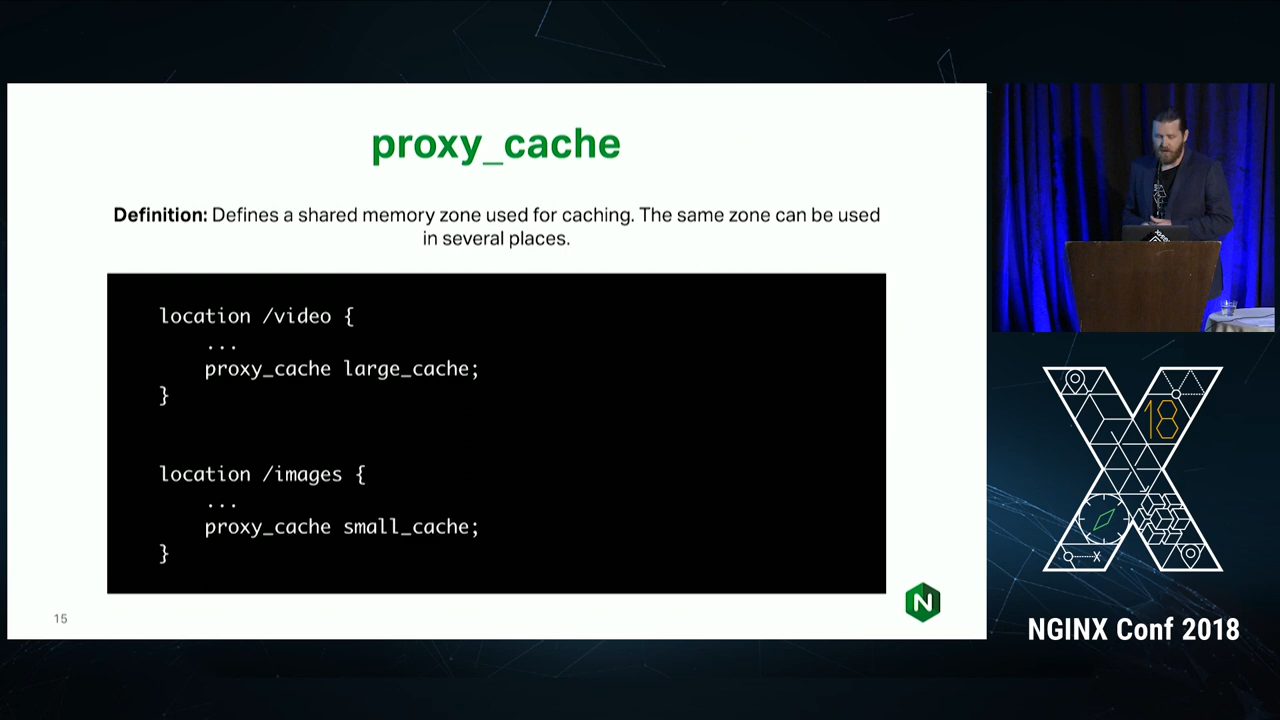 proxy_cache
Definition: Defines a shared memory zone used for caching. The same zone can be used
in several places.
location /video {
...
proxy_cache large_cache;
}
location /images {
...
proxy_cache small_cache;
}
15
N
18
X
NGINX Conf 2018